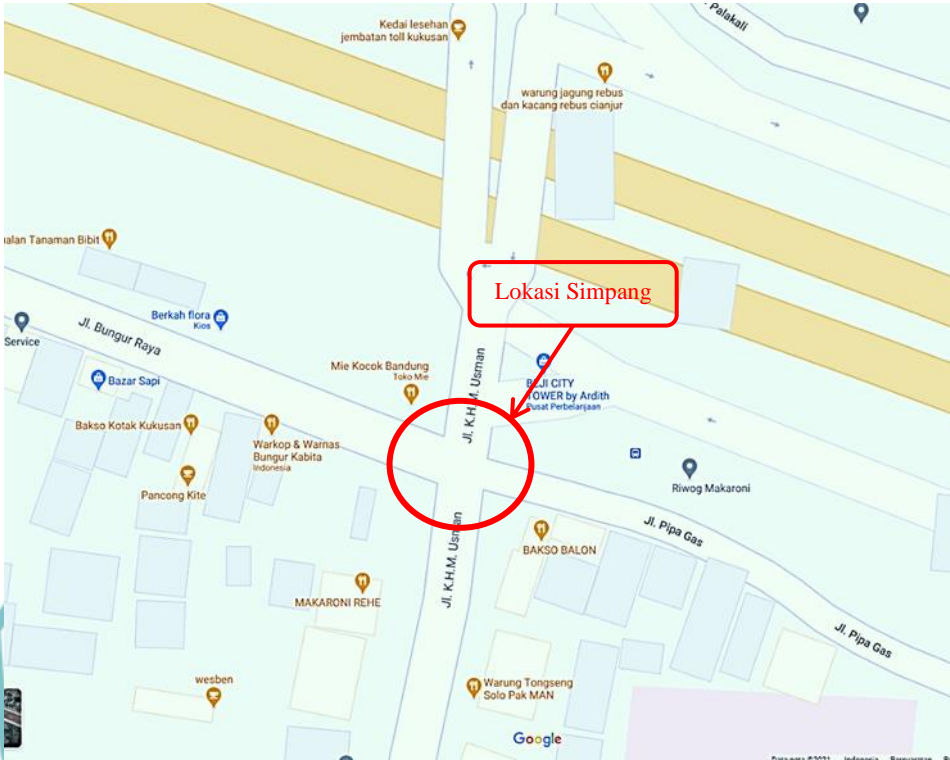 Kedai lesehan
jembatan toll kukusan
Palakali
warung jagung rebus
dan kacang rebus cianjur
ualan Tanaman Bibit
Lokasi Simpang
Berkah flora
Kios
Jl. Bungur Raya
Service
Bazar Sapi
Mie Kocok Bandung
Toko Mie
Jl. K.H.M. Usman
BEJI CITY
TOWER by Ardith
Pusat Perbelanjaan
Bakso Kotak Kukusan
Warkop & Warnas
Bungur Kabita
Indonesia
Pancong Kite
Riwog Makaroni
Jl. Pipa Gas
BAKSO BALON
Jl. K.H.M. Usman
MAKARONI REHE
Jl. Pipa Gas
wesben
Warung Tongseng
Solo Pak MAN
Google
Indonesia